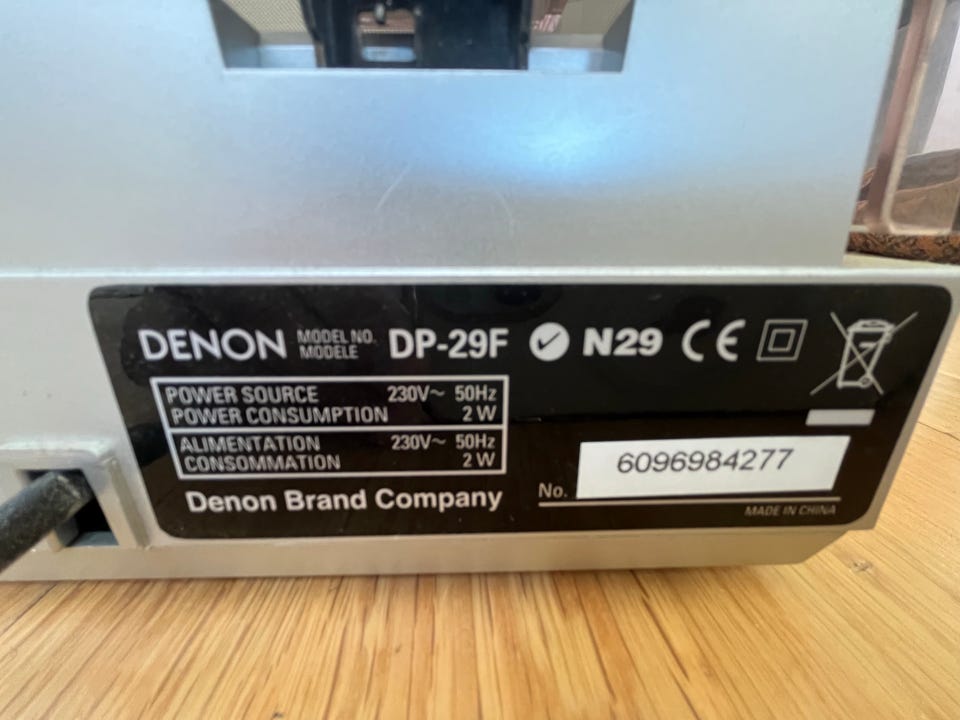 DENON MODEL NO. MODELE DP-29F N29 CE
POWER SOURCE 230V~ 50Hz
POWER CONSUMPTION 2 W
ALIMENTATION 230V~ 50Hz
CONSOMMATION 2 W
Denon Brand Company
No. 6096984277
MADE IN CHINA